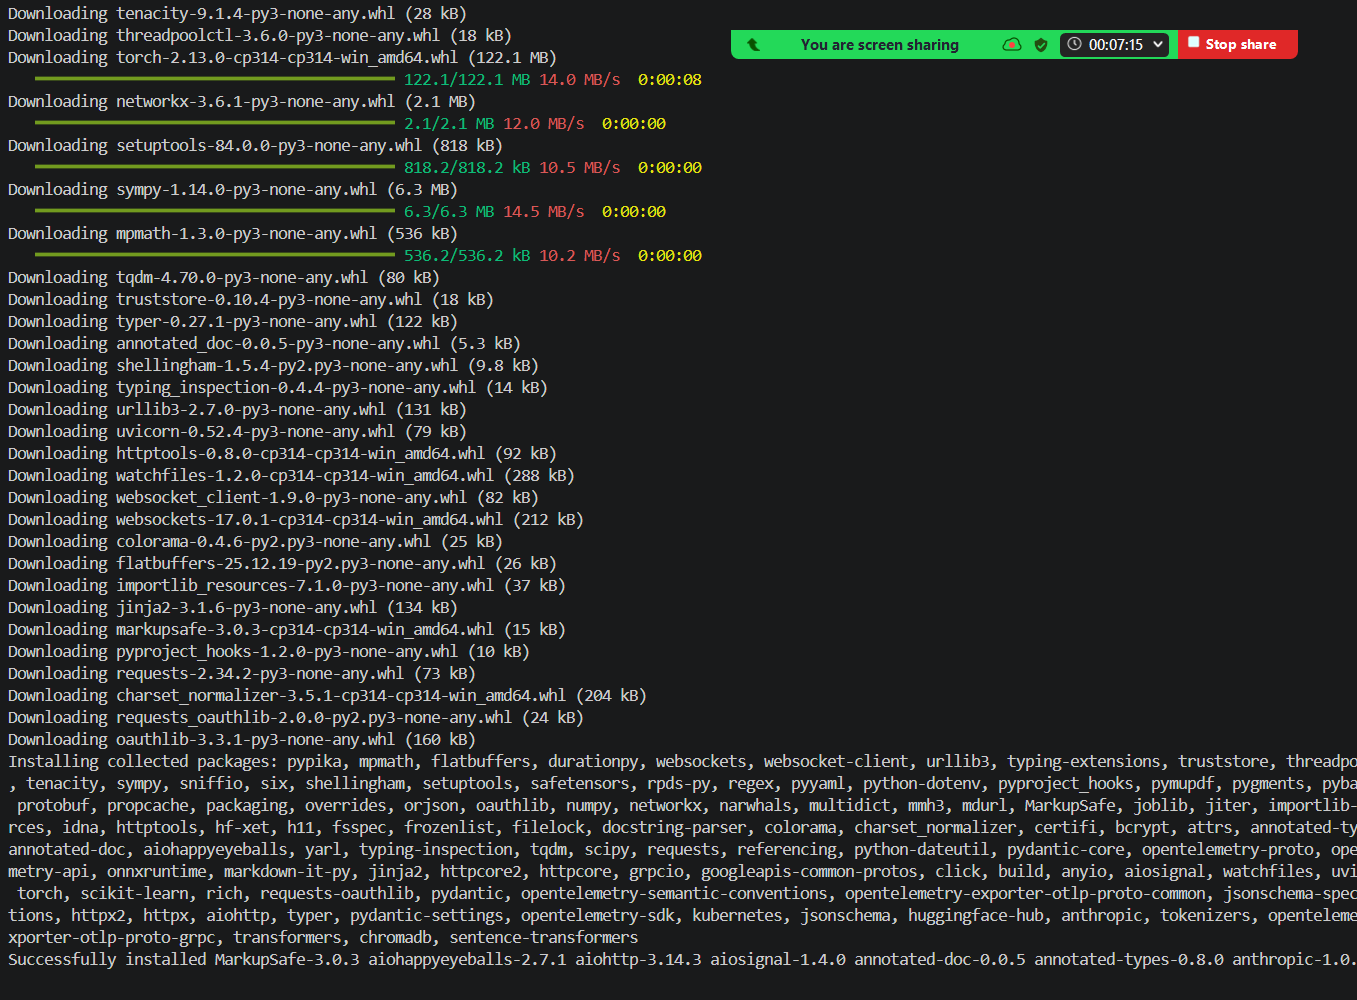 Downloading tenacity-9.1.4-py3-none-any.whl (28 kB)
Downloading threadpoolctl-3.6.0-py3-none-any.whl (18 kB)
You are screen sharing 00:07:15 Stop share
Downloading torch-2.13.0-cp314-cp314-win_amd64.whl (122.1 MB)
122.1/122.1 MB 14.0 MB/s 0:00:08
Downloading networkx-3.6.1-py3-none-any.whl (2.1 MB)
2.1/2.1 MB 12.0 MB/s 0:00:00
Downloading setuptools-84.0.0-py3-none-any.whl (818 kB)
818.2/818.2 kB 10.5 MB/s 0:00:00
Downloading sympy-1.14.0-py3-none-any.whl (6.3 MB)
6.3/6.3 MB 14.5 MB/s 0:00:00
Downloading mpmath-1.3.0-py3-none-any.whl (536 kB)
536.2/536.2 kB 10.2 MB/s 0:00:00
Downloading tqdm-4.70.0-py3-none-any.whl (80 kB)
Downloading truststore-0.10.4-py3-none-any.whl (18 kB)
Downloading typer-0.27.1-py3-none-any.whl (122 kB)
Downloading annotated_doc-0.0.5-py3-none-any.whl (5.3 kB)
Downloading shellingham-1.5.4-py2.py3-none-any.whl (9.8 kB)
Downloading typing_inspection-0.4.4-py3-none-any.whl (14 kB)
Downloading urllib3-2.7.0-py3-none-any.whl (131 kB)
Downloading uvicorn-0.52.4-py3-none-any.whl (79 kB)
Downloading httptools-0.8.0-cp314-cp314-win_amd64.whl (92 kB)
Downloading watchfiles-1.2.0-cp314-cp314-win_amd64.whl (288 kB)
Downloading websocket_client-1.9.0-py3-none-any.whl (82 kB)
Downloading websockets-17.0.1-cp314-cp314-win_amd64.whl (212 kB)
Downloading colorama-0.4.6-py2.py3-none-any.whl (25 kB)
Downloading flatbuffers-25.12.19-py2.py3-none-any.whl (26 kB)
Downloading importlib_resources-7.1.0-py3-none-any.whl (37 kB)
Downloading jinja2-3.1.6-py3-none-any.whl (134 kB)
Downloading markupsafe-3.0.3-cp314-cp314-win_amd64.whl (15 kB)
Downloading pyproject_hooks-1.2.0-py3-none-any.whl (10 kB)
Downloading requests-2.34.2-py3-none-any.whl (73 kB)
Downloading charset_normalizer-3.5.1-cp314-cp314-win_amd64.whl (204 kB)
Downloading requests_oauthlib-2.0.0-py2.py3-none-any.whl (24 kB)
Downloading oauthlib-3.3.1-py3-none-any.whl (160 kB)
Installing collected packages: pypika, mpmath, flatbuffers, durationpy, websockets, websocket-client, urllib3, typing-extensions, truststore, threadpo
, tenacity, sympy, sniffio, six, shellingham, setuptools, safetensors, rpds-py, regex, pyyaml, python-dotenv, pyproject_hooks, pymupdf, pygments, pyba
protobuf, propcache, packaging, overrides, orjson, oauthlib, numpy, networkx, narwhals, multidict, mmh3, mdurl, MarkupSafe, joblib, jiter, importlib-
rces, idna, httptools, hf-xet, h11, fsspec, frozenlist, filelock, docstring-parser, colorama, charset_normalizer, certifi, bcrypt, attrs, annotated-ty
annotated-doc, aiohappyeyeballs, yarl, typing-inspection, tqdm, scipy, requests, referencing, python-dateutil, pydantic-core, opentelemetry-proto, ope
metry-api, onnxruntime, markdown-it-py, jinja2, httpcore2, httpcore, grpcio, googleapis-common-protos, click, build, anyio, aiosignal, watchfiles, uvi
torch, scikit-learn, rich, requests-oauthlib, pydantic, opentelemetry-semantic-conventions, opentelemetry-exporter-otlp-proto-common, jsonschema-spec
tions, httpx2, httpx, aiohttp, typer, pydantic-settings, opentelemetry-sdk, kubernetes, jsonschema, huggingface-hub, anthropic, tokenizers, openteleme
xporter-otlp-proto-grpc, transformers, chromadb, sentence-transformers
Successfully installed MarkupSafe-3.0.3 aiohappyeyeballs-2.7.1 aiohttp-3.14.3 aiosignal-1.4.0 annotated-doc-0.0.5 annotated-types-0.8.0 anthropic-1.0.